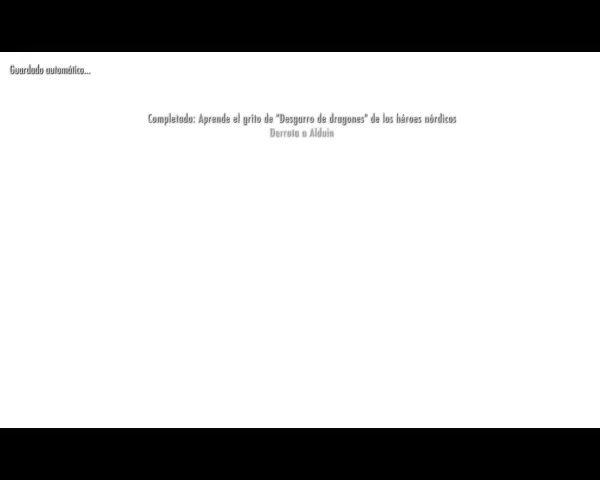 Guardado automático...
Completado: Aprende el grito de "Desgarro de dragones" de los héroes nórdicos
Derrota a Alduin